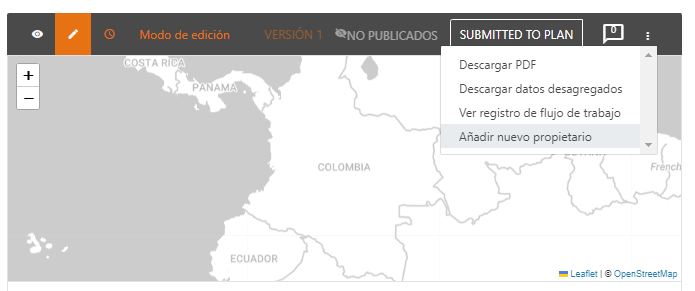 Modo de edición VERSIÓN 1 NO PUBLICADOS SUBMITTED TO PLAN 0
Descargar PDF
Descargar datos desagregados
Ver registro de flujo de trabajo
Añadir nuevo propietario
+
−
COSTA RICA
PANAMA
COLOMBIA
French
ECUADOR
Leaflet | © OpenStreetMap